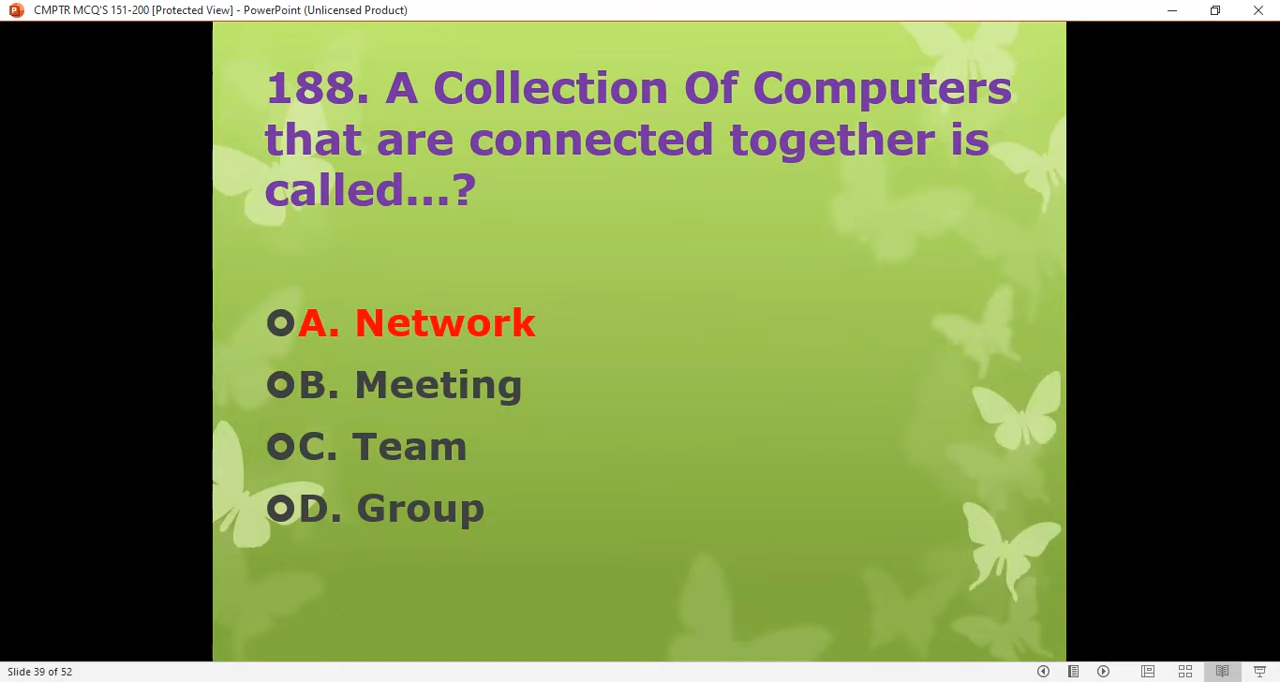 CMPTR MCQ'S 151-200 [Protected View] - PowerPoint (Unlicensed Product)
188. A Collection Of Computers
that are connected together is
called...?
A. Network
B. Meeting
C. Team
D. Group
Slide 39 of 52